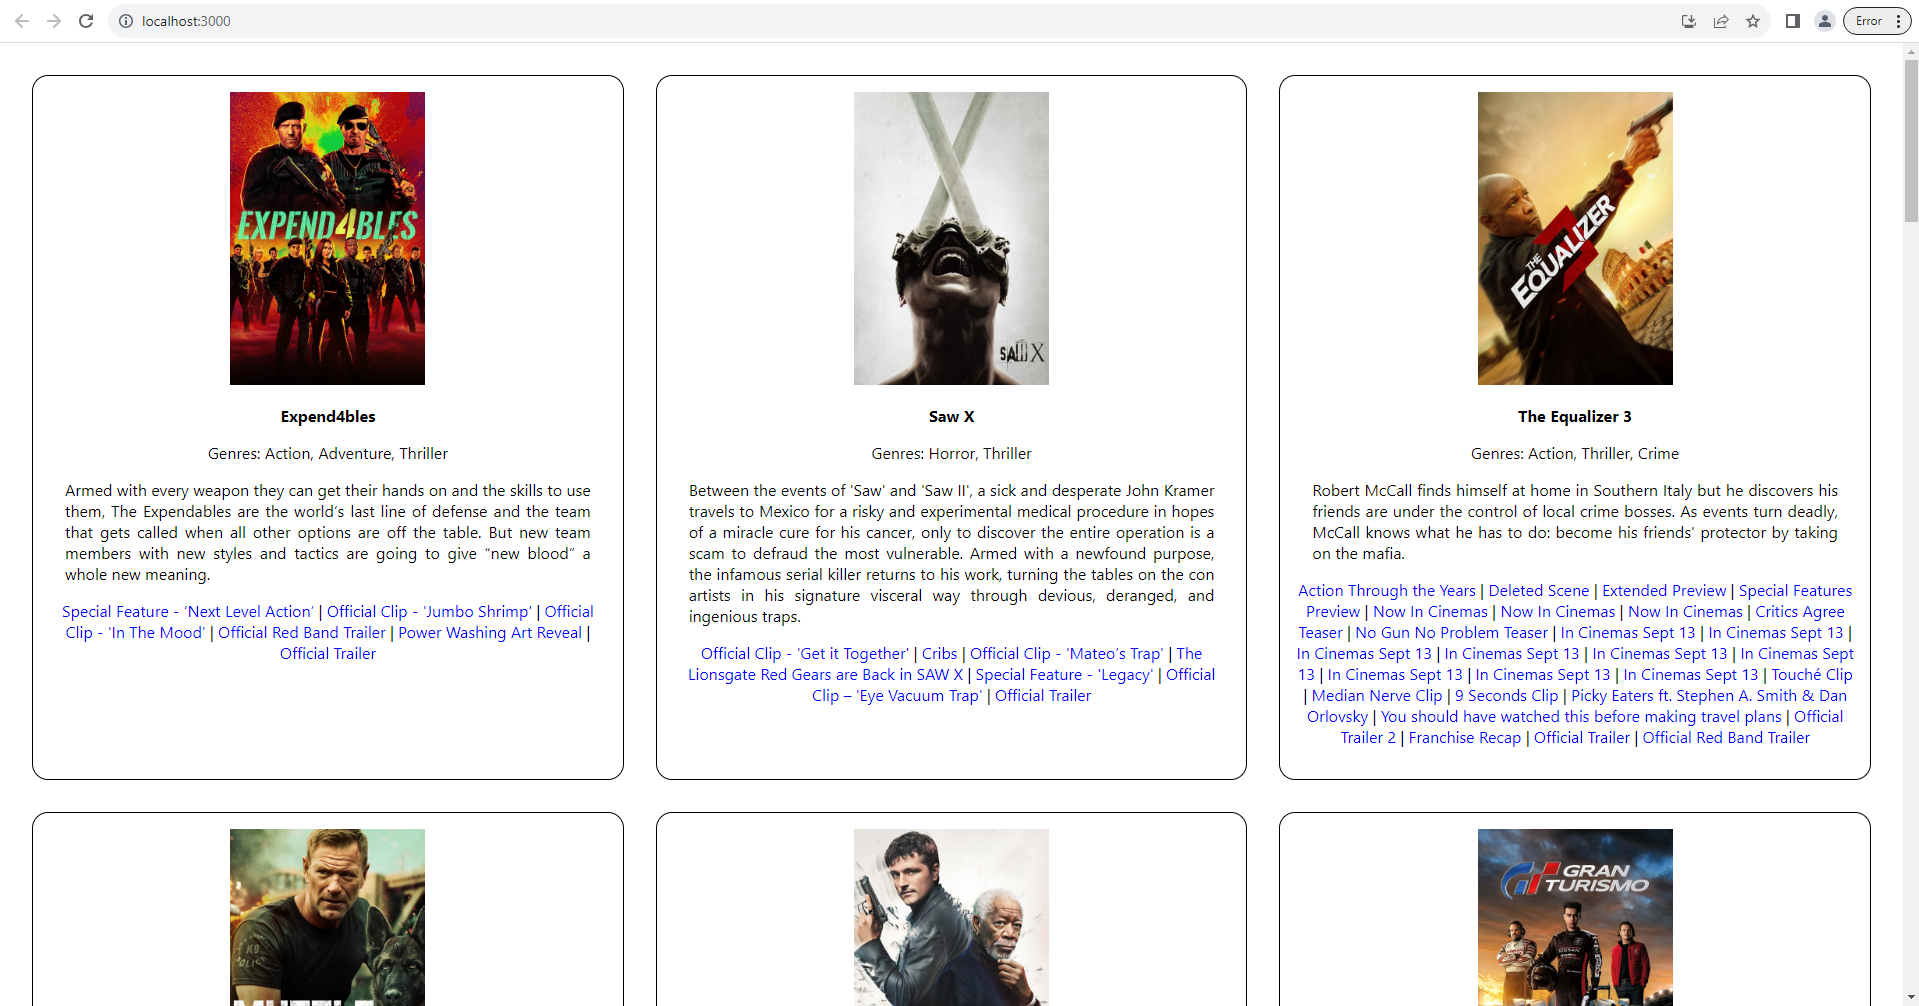 localhost:3000
Error
EXPEND4BLES
SAW X
THE
EQUALIZER
3
Expend4bles
Genres: Action, Adventure, Thriller
Armed with every weapon they can get their hands on and the skills to use
them, The Expendables are the world’s last line of defense and the team
that gets called when all other options are off the table. But new team
members with new styles and tactics are going to give “new blood” a
whole new meaning.
Special Feature - ‘Next Level Action’ | Official Clip - 'Jumbo Shrimp' | Official
Clip - 'In The Mood' | Official Red Band Trailer | Power Washing Art Reveal |
Official Trailer
Saw X
Genres: Horror, Thriller
Between the events of 'Saw' and 'Saw II', a sick and desperate John Kramer
travels to Mexico for a risky and experimental medical procedure in hopes
of a miracle cure for his cancer, only to discover the entire operation is a
scam to defraud the most vulnerable. Armed with a newfound purpose,
the infamous serial killer returns to his work, turning the tables on the con
artists in his signature visceral way through devious, deranged, and
ingenious traps.
Official Clip - 'Get it Together' | Cribs | Official Clip - 'Mateo’s Trap' | The
Lionsgate Red Gears are Back in SAW X | Special Feature - 'Legacy' | Official
Clip – 'Eye Vacuum Trap' | Official Trailer
The Equalizer 3
Genres: Action, Thriller, Crime
Robert McCall finds himself at home in Southern Italy but he discovers his
friends are under the control of local crime bosses. As events turn deadly,
McCall knows what he has to do: become his friends' protector by taking
on the mafia.
Action Through the Years | Deleted Scene | Extended Preview | Special Features
Preview | Now In Cinemas | Now In Cinemas | Now In Cinemas | Critics Agree
Teaser | No Gun No Problem Teaser | In Cinemas Sept 13 | In Cinemas Sept 13 |
In Cinemas Sept 13 | In Cinemas Sept 13 | In Cinemas Sept 13 | In Cinemas Sept
13 | In Cinemas Sept 13 | In Cinemas Sept 13 | In Cinemas Sept 13 | Touché Clip
| Median Nerve Clip | 9 Seconds Clip | Picky Eaters ft. Stephen A. Smith & Dan
Orlovsky | You should have watched this before making travel plans | Official
Trailer 2 | Franchise Recap | Official Trailer | Official Red Band Trailer
K9
GRAN
TURISMO
NISSAN